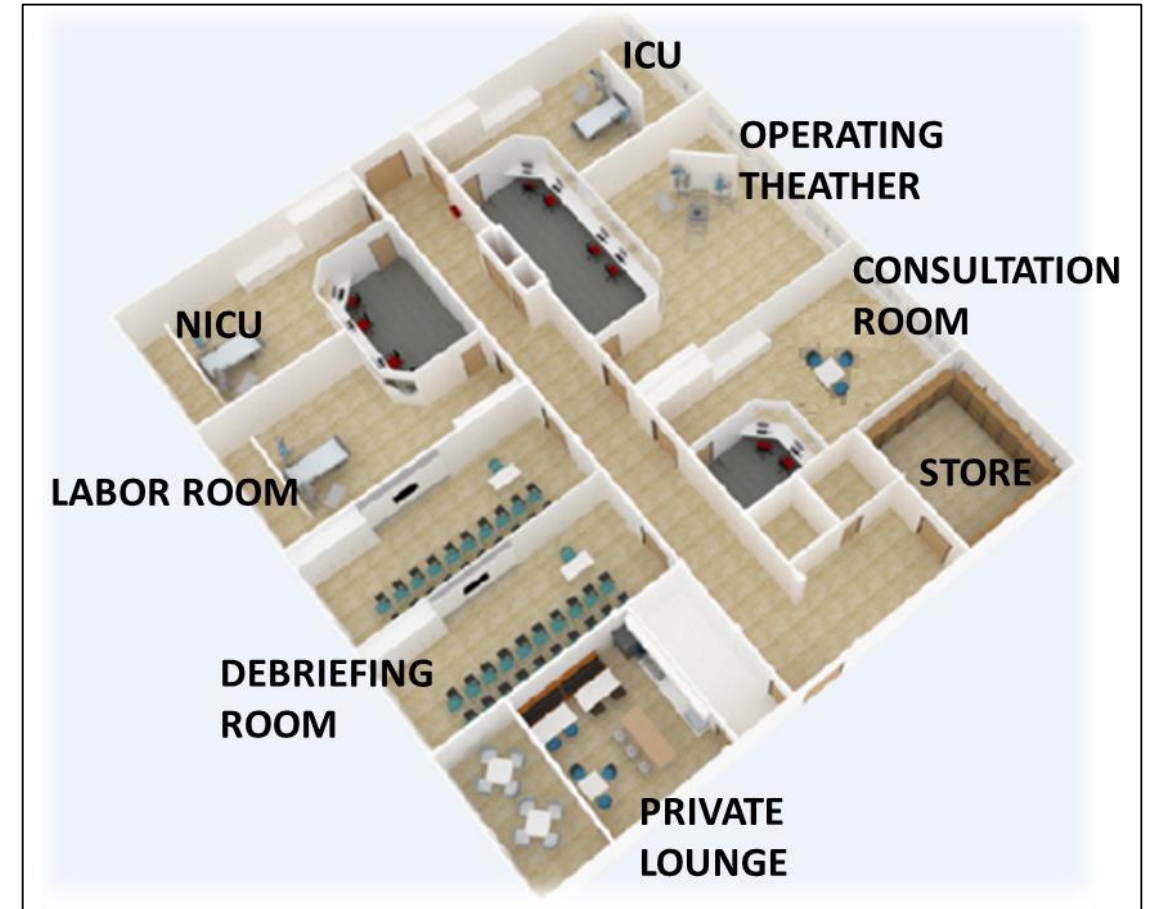 ICU
OPERATING
THEATHER
CONSULTATION
ROOM
NICU
STORE
LABOR ROOM
DEBRIEFING
ROOM
PRIVATE
LOUNGE